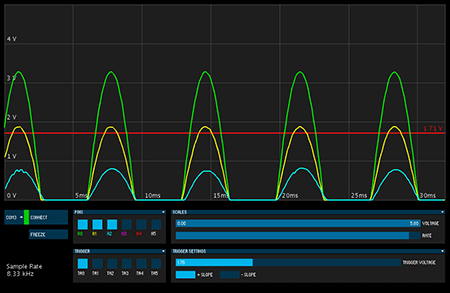 4 V
3 V
2 V
1.71 V
1 V
0 V 5ms 10ms 15ms 20ms 25ms 30ms
COM3 CONNECT
FREEZE
PINS
A0 A1 A2 A3 A4 A5
TRIGGER
TA0 TA1 TA2 TA3 TA4 TA5
SCALES
0.00 5.00 VOLTAGE
RATE
TRIGGER SETTINGS
TRIGGER VOLTAGE
+ SLOPE - SLOPE
Sample Rate
8.33 kHz